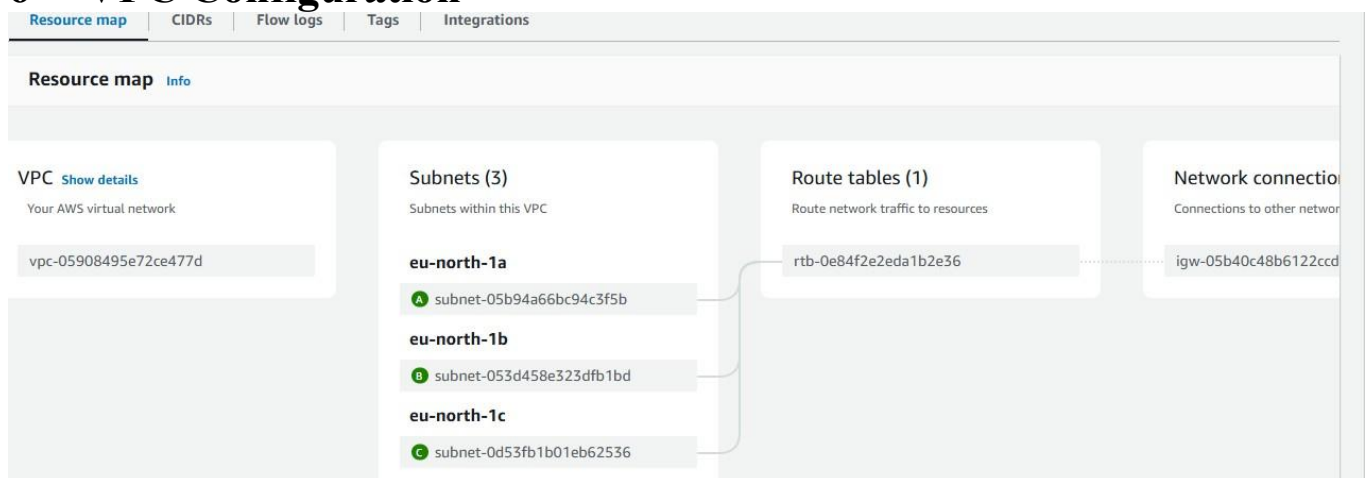 VPC Configuration
Resource map CIDRs Flow logs Tags Integrations
Resource map Info
VPC Show details
Your AWS virtual network
vpc-05908495e72ce477d
Subnets (3)
Subnets within this VPC
eu-north-1a
A subnet-05b94a66bc94c3f5b
eu-north-1b
B subnet-053d458e323dfb1bd
eu-north-1c
C subnet-0d53fb1b01eb62536
Route tables (1)
Route network traffic to resources
rtb-0e84f2e2eda1b2e36
Network connectio
Connections to other networ
igw-05b40c48b6122ccd